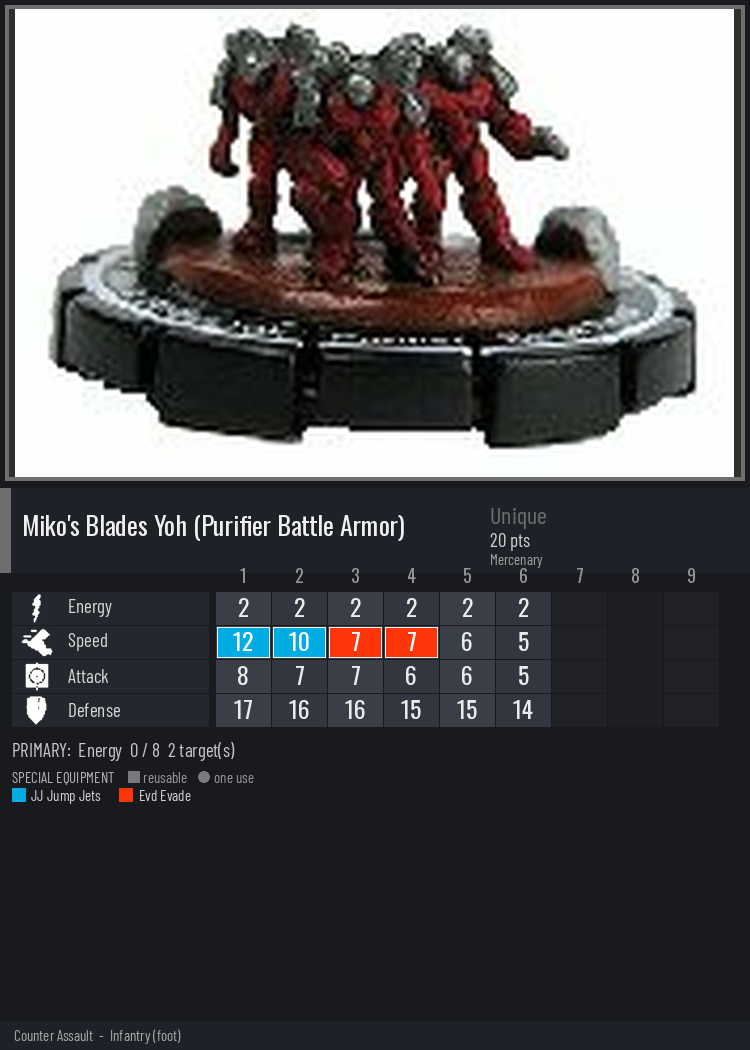 Miko's Blades Yoh (Purifier Battle Armor)
Unique
20 pts
Mercenary
1 2 3 4 5 6 7 8 9
Energy 2 2 2 2 2 2
Speed 12 10 7 7 6 5
Attack 8 7 7 6 6 5
Defense 17 16 16 15 15 14
PRIMARY: Energy 0 / 8 2 target(s)
SPECIAL EQUIPMENT reusable one use
JJ Jump Jets Evd Evade
Counter Assault - Infantry (foot)